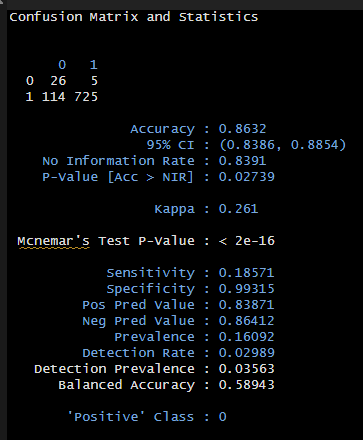 Confusion Matrix and Statistics
0 1
0 26 5
1 114 725
Accuracy : 0.8632
95% CI : (0.8386, 0.8854)
No Information Rate : 0.8391
P-Value [Acc > NIR] : 0.02739
Kappa : 0.261
Mcnemar's Test P-Value : < 2e-16
Sensitivity : 0.18571
Specificity : 0.99315
Pos Pred Value : 0.83871
Neg Pred Value : 0.86412
Prevalence : 0.16092
Detection Rate : 0.02989
Detection Prevalence : 0.03563
Balanced Accuracy : 0.58943
'Positive' Class : 0